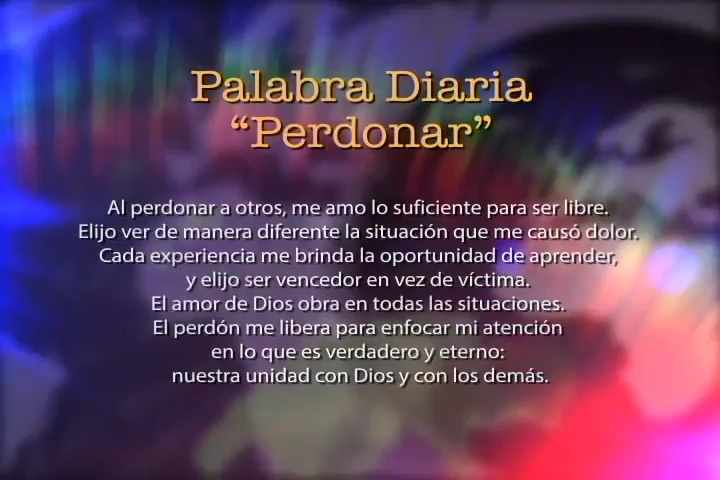 Palabra Diaria
“Perdonar”
Al perdonar a otros, me amo lo suficiente para ser libre.
Elijo ver de manera diferente la situación que me causó dolor.
Cada experiencia me brinda la oportunidad de aprender,
y elijo ser vencedor en vez de víctima.
El amor de Dios obra en todas las situaciones.
El perdón me libera para enfocar mi atención
en lo que es verdadero y eterno:
nuestra unidad con Dios y con los demás.